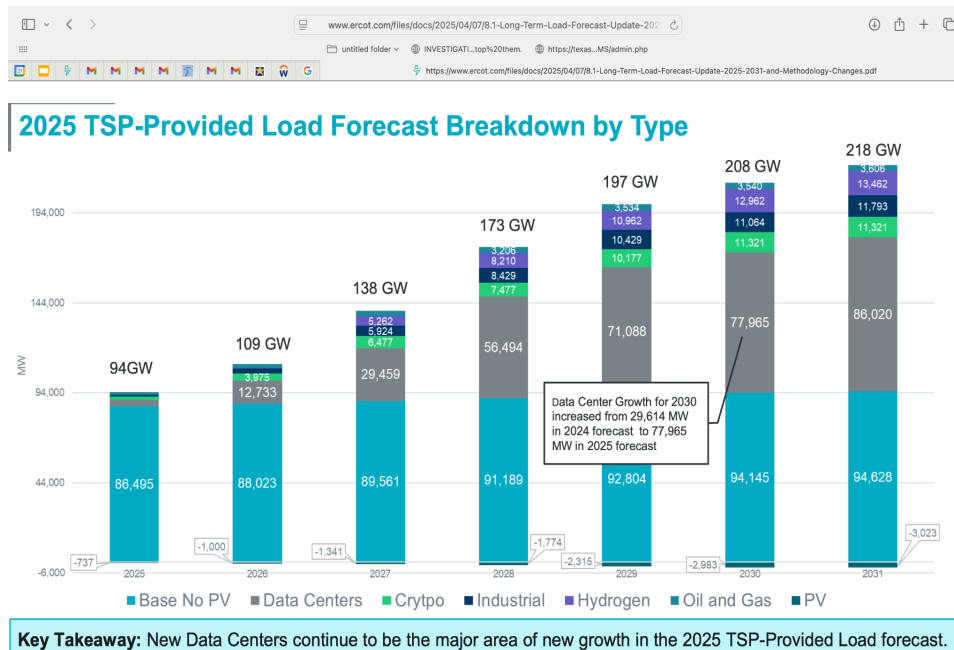 www.ercot.com/files/docs/2025/04/07/8.1-Long-Term-Load-Forecast-Update-202
untitled folder
INVESTIGATI...top%20them.
https://texas...MS/admin.php
https://www.ercot.com/files/docs/2025/04/07/8.1-Long-Term-Load-Forecast-Update-2025-2031-and-Methodology-Changes.pdf
2025 TSP-Provided Load Forecast Breakdown by Type
94GW
109 GW
138 GW
173 GW
197 GW
208 GW
218 GW
MW
194,000
144,000
94,000
44,000
-6,000
86,495
-737
2025
3,975
12,733
88,023
-1,000
2026
5,262
5,924
6,477
29,459
89,561
-1,341
2027
3,206
8,210
8,429
7,477
56,494
91,189
-1,774
2028
3,534
10,962
10,429
10,177
71,088
92,804
-2,315
2029
3,540
12,962
11,064
11,321
77,965
94,145
-2,983
2030
3,606
13,462
11,793
11,321
86,020
94,628
-3,023
2031
Data Center Growth for 2030
increased from 29,614 MW
in 2024 forecast to 77,965
MW in 2025 forecast
Base No PV Data Centers Crytpo Industrial Hydrogen Oil and Gas PV
Key Takeaway: New Data Centers continue to be the major area of new growth in the 2025 TSP-Provided Load forecast.